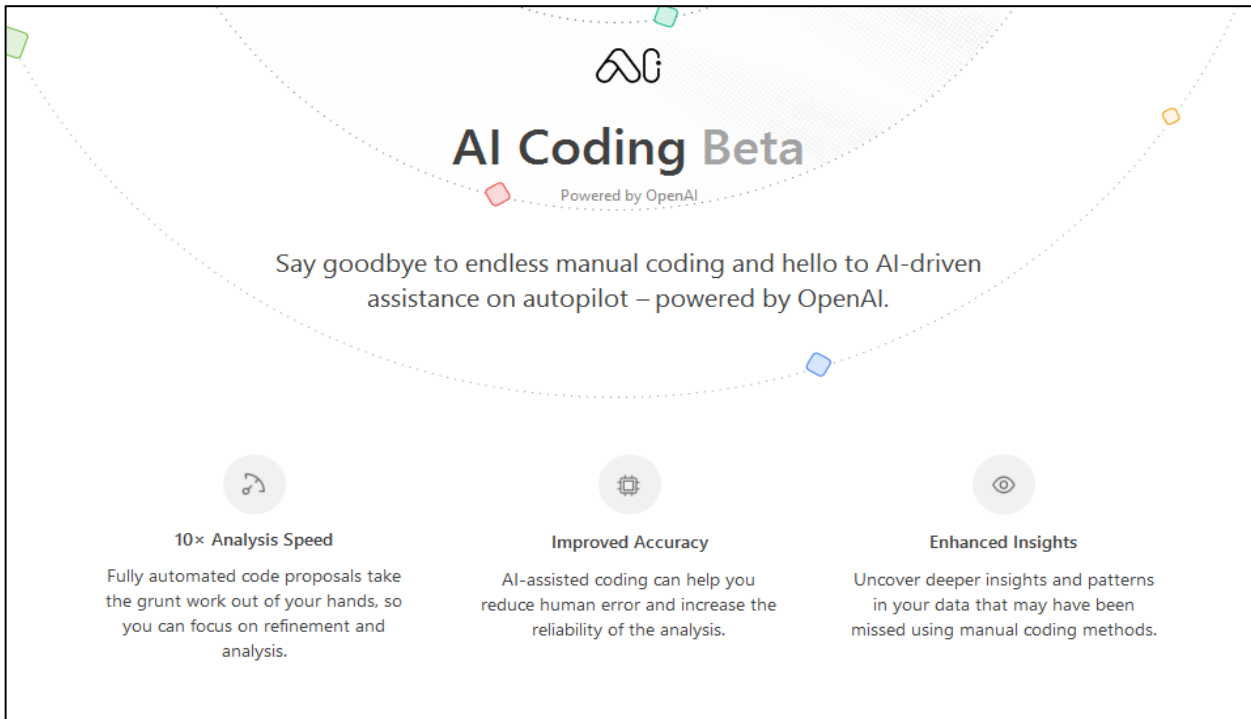 AI
AI Coding Beta
Powered by OpenAI
Say goodbye to endless manual coding and hello to AI-driven
assistance on autopilot – powered by OpenAI.
10× Analysis Speed
Fully automated code proposals take
the grunt work out of your hands, so
you can focus on refinement and
analysis.
Improved Accuracy
AI-assisted coding can help you
reduce human error and increase the
reliability of the analysis.
Enhanced Insights
Uncover deeper insights and patterns
in your data that may have been
missed using manual coding methods.